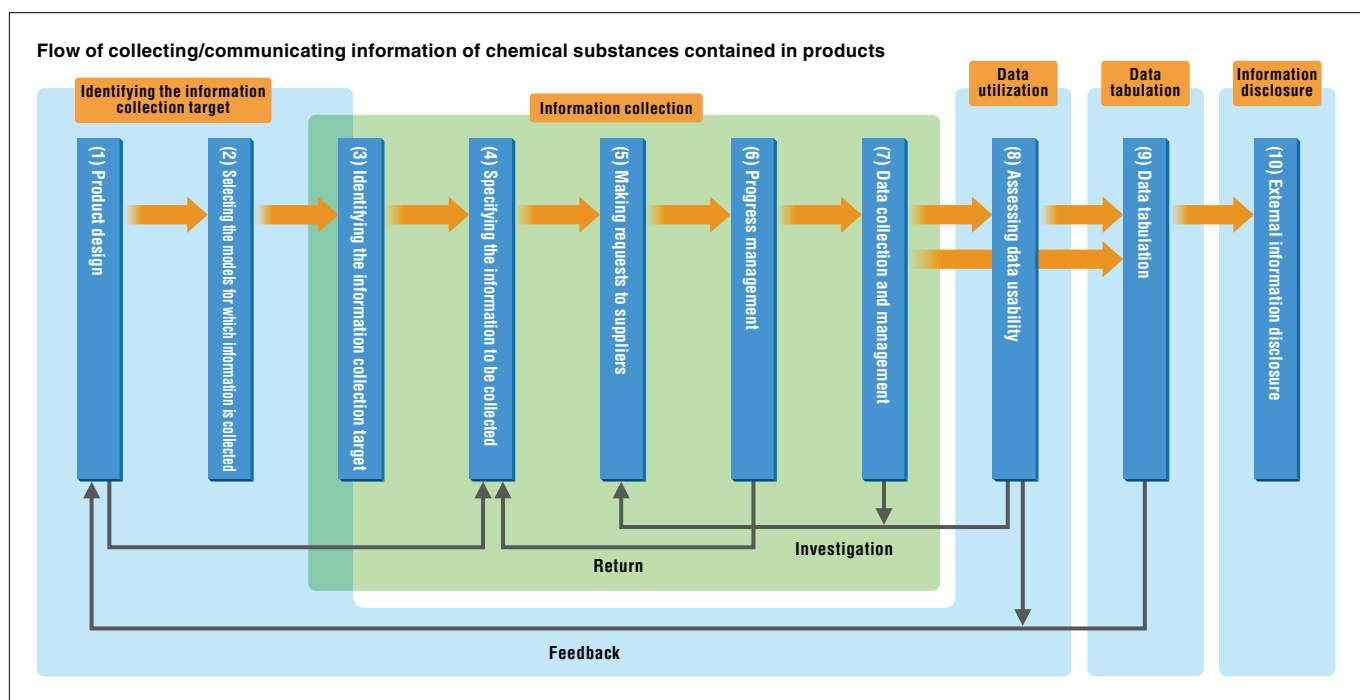 Flow of collecting/communicating information of chemical substances contained in products
Identifying the information
collection target
Information collection
Data
utilization
Data
tabulation
Information
disclosure
(1) Product design
(2) Selecting the models for which information is collected
(3) Identifying the information collection target
(4) Specifying the information to be collected
(5) Making requests to suppliers
(6) Progress management
(7) Data collection and management
(8) Assessing data usability
(9) Data tabulation
(10) External information disclosure
Investigation
Return
Feedback